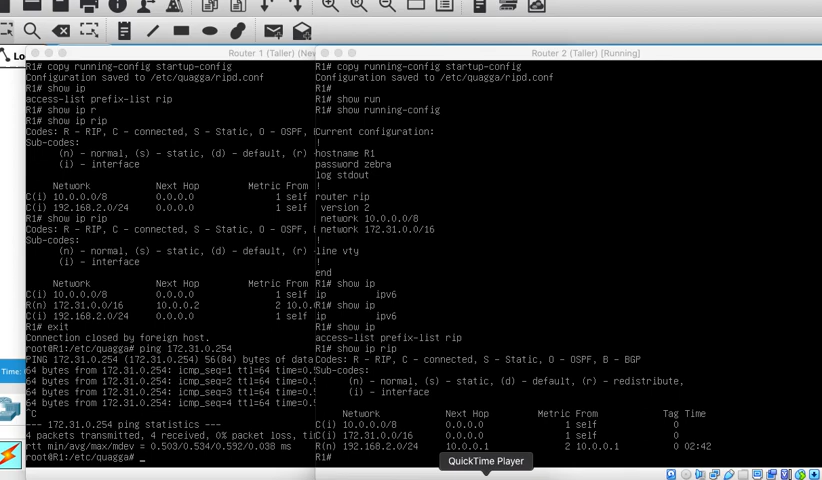 Lo
Router 1 (Taller) (Ne
R1# copy running-config startup-config
Configuration saved to /etc/quagga/ripd.conf
R1# show ip
access-list prefix-list rip
R1# show ip r
R1# show ip rip
Codes: R - RIP, C - connected, S - Static, O - OSPF,
Sub-codes:
(n) - normal, (s) - static, (d) - default, (r)
(i) - interface
Network Next Hop Metric From
C(i) 10.0.0.0/8 0.0.0.0 1 self
C(i) 192.168.2.0/24 0.0.0.0 1 self
R1# show ip rip
Codes: R - RIP, C - connected, S - Static, O - OSPF,
Sub-codes:
(n) - normal, (s) - static, (d) - default, (r)
(i) - interface
Network Next Hop Metric From
C(i) 10.0.0.0/8 0.0.0.0 1 self
R(n) 172.31.0.0/16 10.0.0.2 2 10.0.
C(i) 192.168.2.0/24 0.0.0.0 1 self
R1# exit
Connection closed by foreign host.
root@R1:/etc/quagga# ping 172.31.0.254
PING 172.31.0.254 (172.31.0.254) 56(84) bytes of data
64 bytes from 172.31.0.254: icmp_seq=1 ttl=64 time=0.5
64 bytes from 172.31.0.254: icmp_seq=2 ttl=64 time=0.5
64 bytes from 172.31.0.254: icmp_seq=3 ttl=64 time=0.5
64 bytes from 172.31.0.254: icmp_seq=4 ttl=64 time=0.5
^C
--- 172.31.0.254 ping statistics ---
4 packets transmitted, 4 received, 0% packet loss, ti
rtt min/avg/max/mdev = 0.503/0.534/0.592/0.038 ms
root@R1:/etc/quagga# _
Time:
Router 2 (Taller) [Running]
R1# copy running-config startup-config
Configuration saved to /etc/quagga/ripd.conf
R1#
R1# show run
R1# show running-config
Current configuration:
!
hostname R1
password zebra
log stdout
!
router rip
version 2
network 10.0.0.0/8
network 172.31.0.0/16
!
line vty
!
end
R1# show ip
ip ipv6
R1# show ip
ip ipv6
R1# show ip
access-list prefix-list rip
R1# show ip rip
Codes: R - RIP, C - connected, S - Static, O - OSPF, B - BGP
Sub-codes:
(n) - normal, (s) - static, (d) - default, (r) - redistribute,
(i) - interface
Network Next Hop Metric From Tag Time
C(i) 10.0.0.0/8 0.0.0.0 1 self 0
C(i) 172.31.0.0/16 0.0.0.0 1 self 0
R(n) 192.168.2.0/24 10.0.0.1 2 10.0.0.1 0 02:42
R1#
QuickTime Player